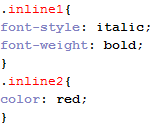 .inline1{
font-style: italic;
font-weight: bold;
}
.inline2{
color: red;
}